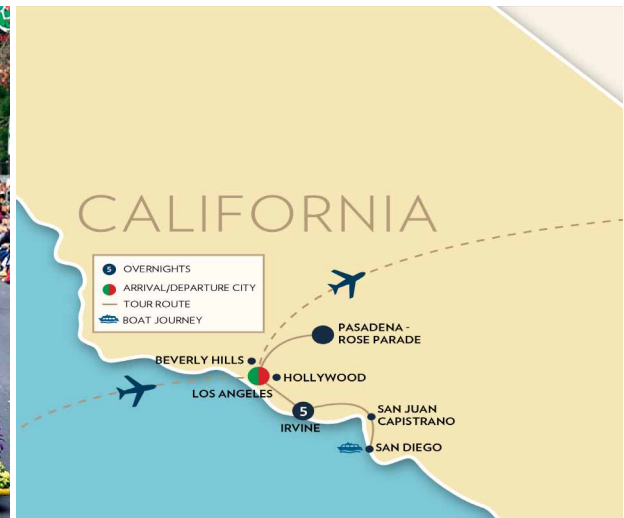 CALIFORNIA
5 OVERNIGHTS
ARRIVAL/DEPARTURE CITY
TOUR ROUTE
BOAT JOURNEY
PASADENA -
ROSE PARADE
BEVERLY HILLS
HOLLYWOOD
LOS ANGELES
5
IRVINE
SAN JUAN
CAPISTRANO
SAN DIEGO